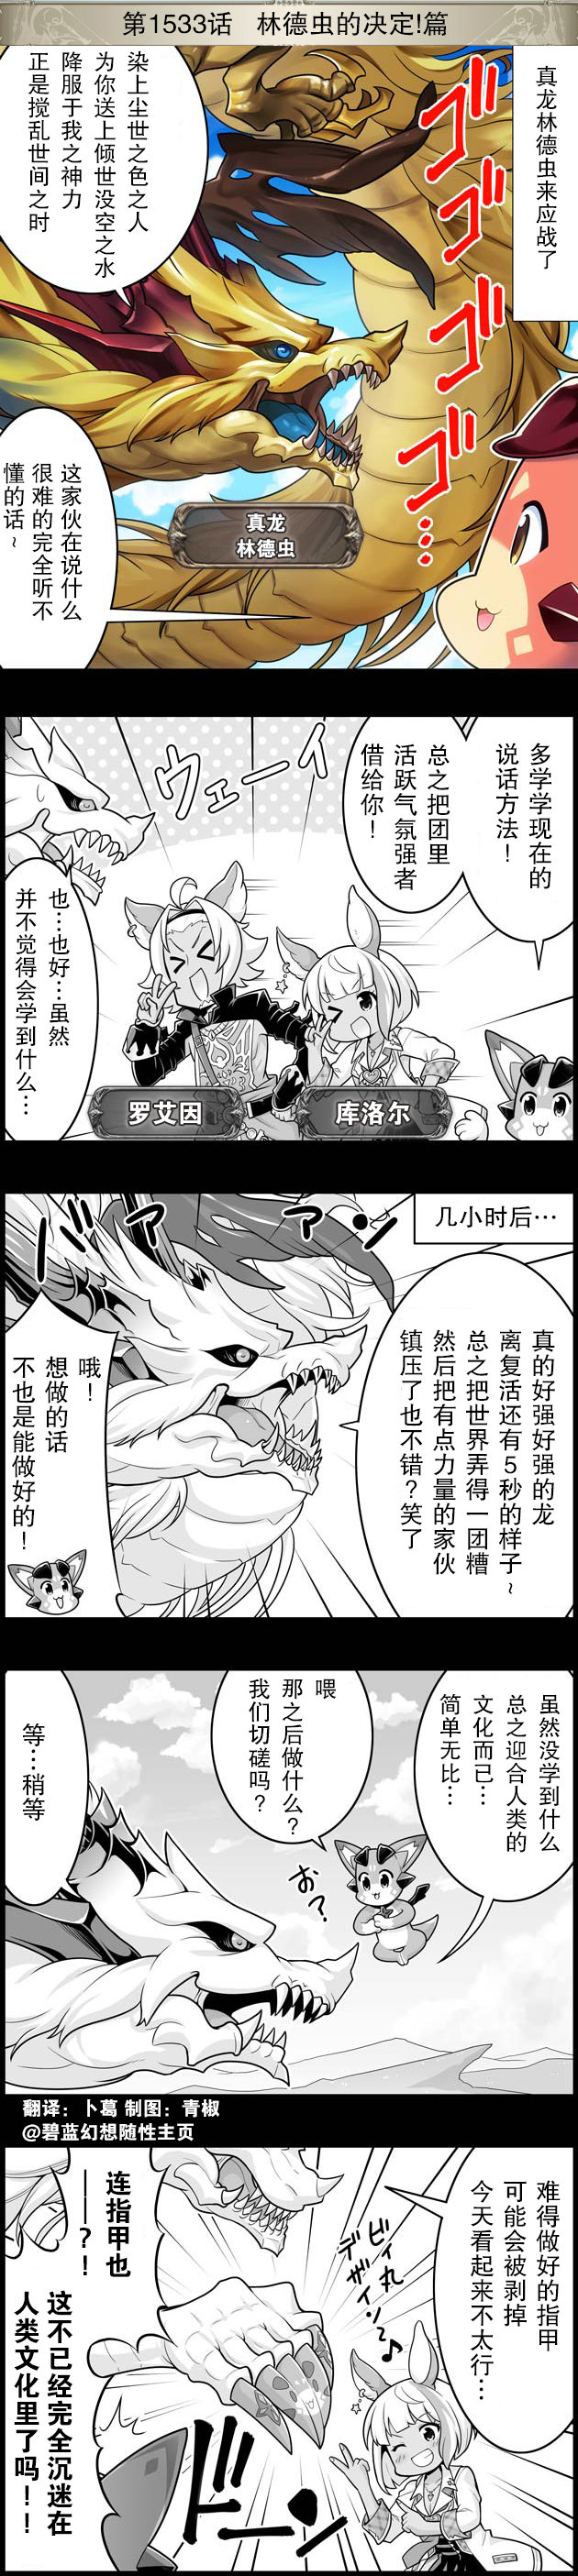 第1533话 林德虫的决定!篇
真龙林德虫来应战了
ゴゴゴゴ…
染上尘世之色之人
为你送上倾世没空之水
降服于我之神力
正是搅乱世间之时
真龙
林德虫
这家伙在说什么
很难的完全听不
懂的话~
多学学现在的
说话方法！
总之把团里
活跃气氛强者
借给你！
ウェーイ
也…也好…虽然
并不觉得会学到什么…
罗艾因
库洛尔
几小时后…
真的好强好强的龙
离复活还有5秒的样子~
总之把世界弄得一团糟
然后把有点力量的家伙
镇压了也不错？笑了
哦！
想做的话
不也是能做好的！
虽然没学到什么
总之迎合人类的
文化而已…
简单无比…
喂
那之后做什么？
我们切磋吗？
お？
等…稍等
翻译：卜葛 制图：青椒
@碧蓝幻想随性主页
难得做好的指甲
可能会被剥掉
今天看起来不太行…
ビィ丸
デザイン♪
连指甲也
——？！
这不已经完全沉迷在
人类文化里了吗！！
ドーン